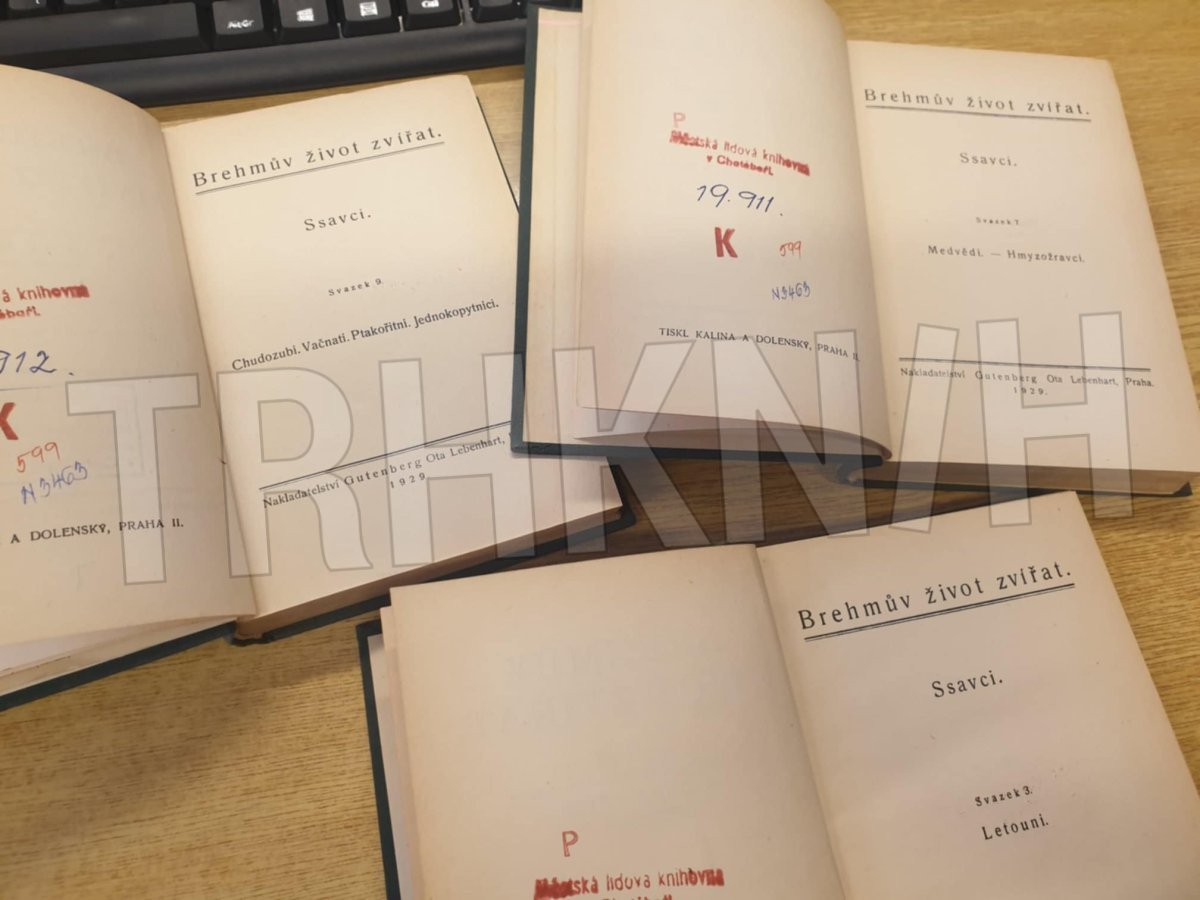 AltGr
Brehmův život zvířat.
Ssavci.
Svazek 9.
Chudozubí. Vačnatí. Ptakořitní. Jednokopytníci.
Nakladatelství Gutenberg Ota Lebenhart,
1929
á knihovna
912.
K
599
N3463
A DOLENSKÝ, PRAHA II.
P
Městská lidová knihovna
v Chotěboři.
19.911.
K
599
N3463
TISKL KALINA A DOLENSKÝ, PRAHA II.
Brehmův život zvířat.
Ssavci.
Svazek 7.
Medvědi. — Hmyzožravci.
Nakladatelství Gutenberg Ota Lebenhart, Praha.
1929.
TRHKN/H
Brehmův život zvířat.
Ssavci.
Svazek 3.
Letouni.
P
Městská lidová knihovna